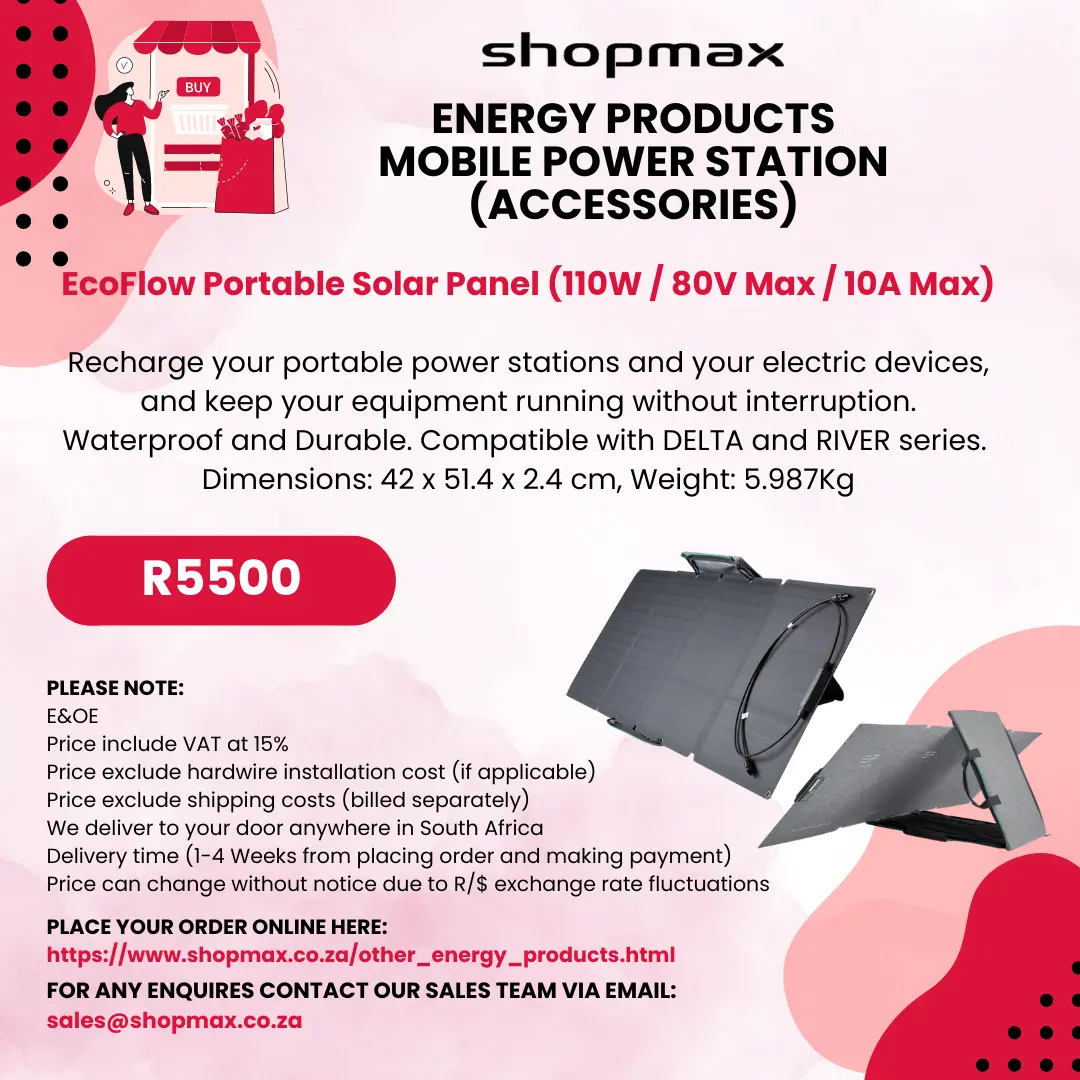 shopmax
ENERGY PRODUCTS
MOBILE POWER STATION
(ACCESSORIES)
BUY
EcoFlow Portable Solar Panel (110W / 80V Max / 10A Max)
Recharge your portable power stations and your electric devices,
and keep your equipment running without interruption.
Waterproof and Durable. Compatible with DELTA and RIVER series.
Dimensions: 42 x 51.4 x 2.4 cm, Weight: 5.987Kg
R5500
PLEASE NOTE:
E&OE
Price include VAT at 15%
Price exclude hardwire installation cost (if applicable)
Price exclude shipping costs (billed separately)
We deliver to your door anywhere in South Africa
Delivery time (1-4 Weeks from placing order and making payment)
Price can change without notice due to R/$ exchange rate fluctuations
PLACE YOUR ORDER ONLINE HERE:
https://www.shopmax.co.za/other_energy_products.html
FOR ANY ENQUIRES CONTACT OUR SALES TEAM VIA EMAIL:
sales@shopmax.co.za